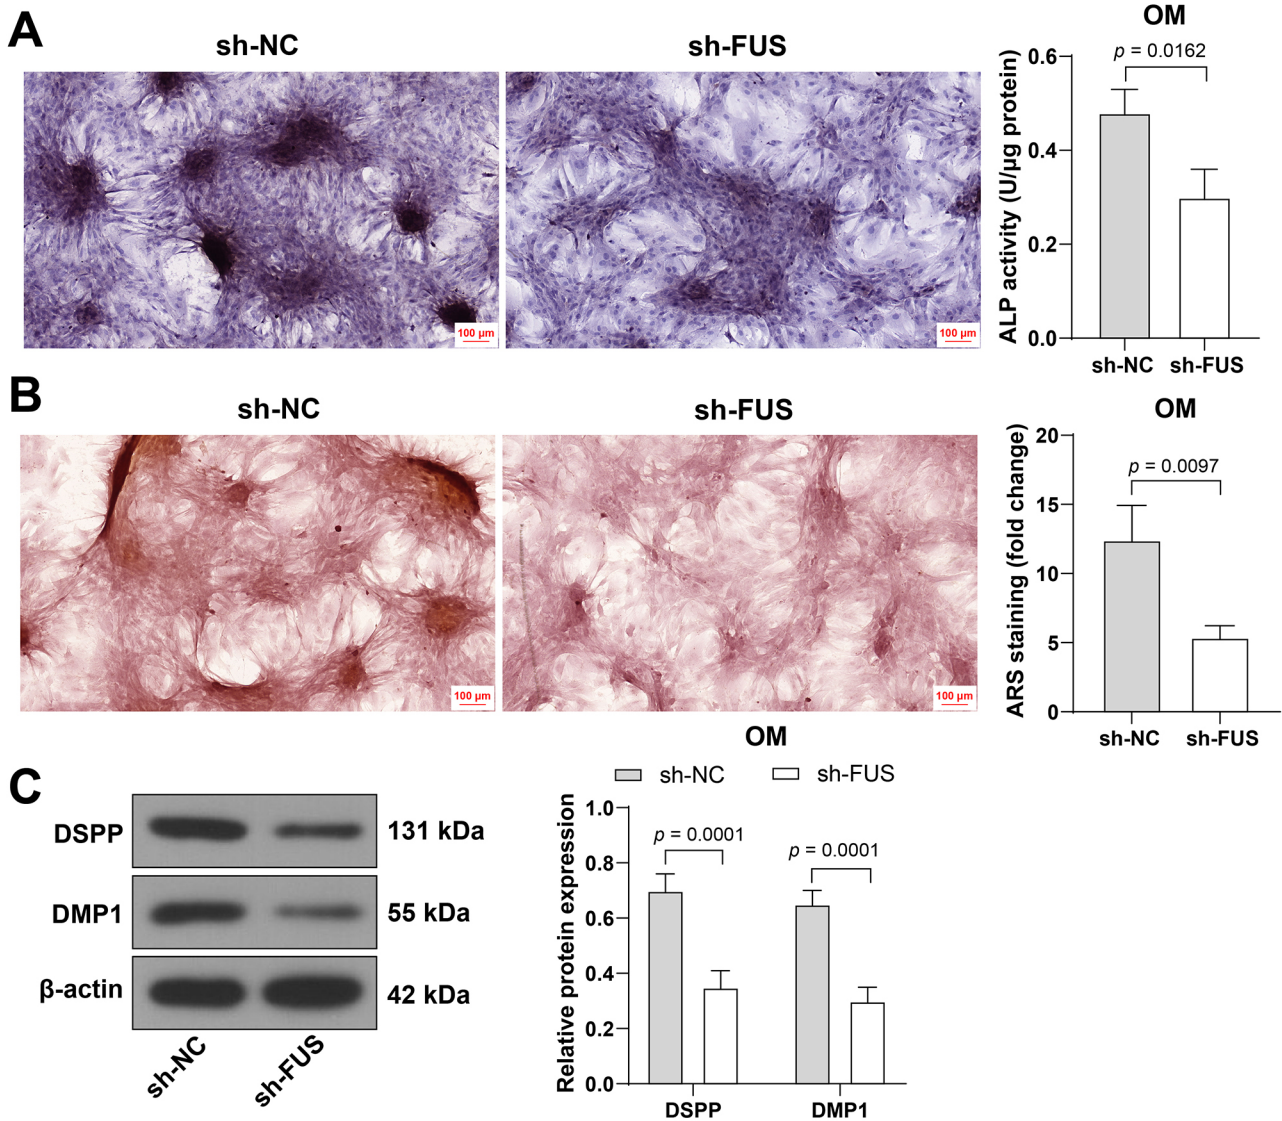 A
sh-NC
sh-FUS
OM
ALP activity (U/µg protein)
0.6
0.4
0.2
0.0
p = 0.0162
sh-NC
sh-FUS
100 µm
100 µm
B
sh-NC
sh-FUS
OM
ARS staining (fold change)
20
15
10
5
0
p = 0.0097
sh-NC
sh-FUS
100 µm
100 µm
C
DSPP
131 kDa
DMP1
55 kDa
β-actin
42 kDa
sh-NC
sh-FUS
OM
sh-NC
sh-FUS
Relative protein expression
1.0
0.8
0.6
0.4
0.2
0.0
p = 0.0001
p = 0.0001
DSPP
DMP1